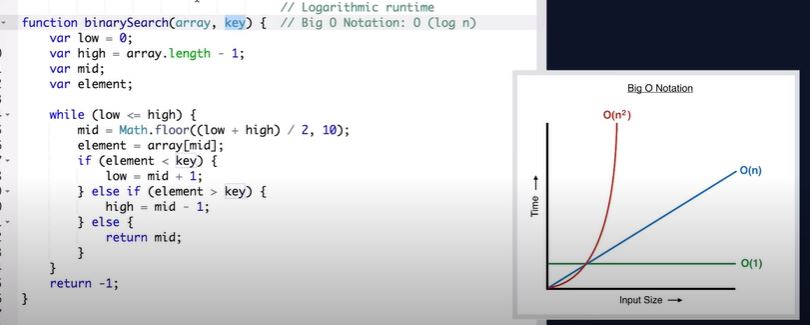 // Logarithmic runtime
function binarySearch(array, key) { // Big O Notation: O (log n)
var low = 0;
var high = array.length - 1;
var mid;
var element;
while (low <= high) {
mid = Math.floor((low + high) / 2, 10);
element = array[mid];
if (element < key) {
low = mid + 1;
} else if (element > key) {
high = mid - 1;
} else {
return mid;
}
}
return -1;
}
Big O Notation
O(n²)
O(n)
O(1)
Time
Input Size